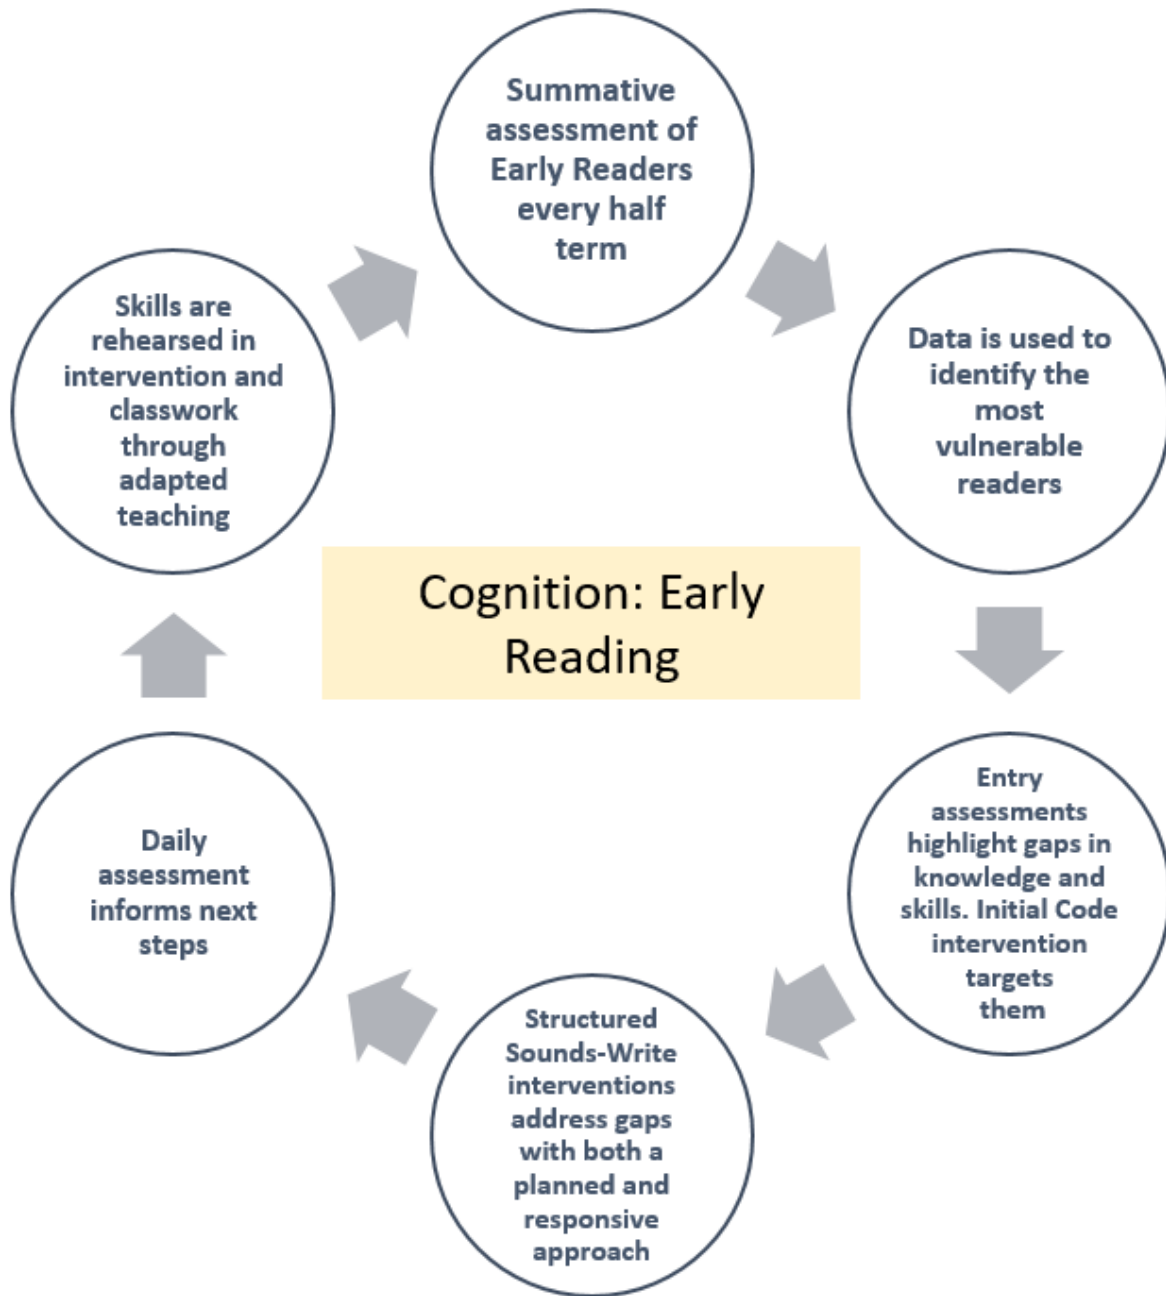 Summative
assessment of
Early Readers
every half
term
Data is used to
identify the
most
vulnerable
readers
Entry
assessments
highlight gaps in
knowledge and
skills. Initial Code
intervention
targets
them
Structured
Sounds-Write
interventions
address gaps
with both a
planned and
responsive
approach
Daily
assessment
informs next
steps
Skills are
rehearsed in
intervention and
classwork
through
adapted
teaching
Cognition: Early
Reading